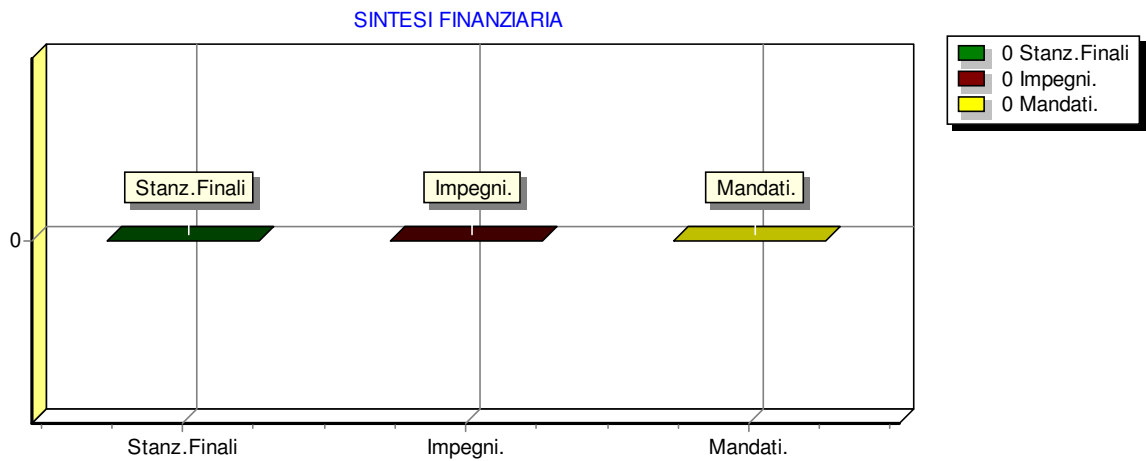 SINTESI FINANZIARIA
0 Stanz.Finali
0 Impegni.
0 Mandati.
Stanz.Finali
Impegni.
Mandati.
0
Stanz.Finali
Impegni.
Mandati.